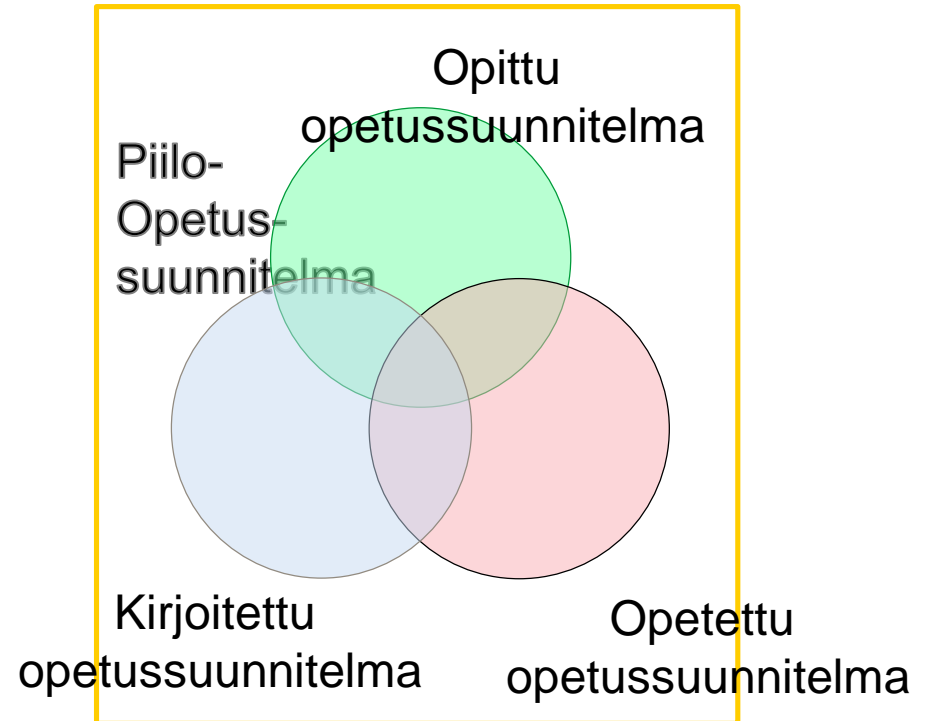 Opittu
opetussuunnitelma
Piilo-
Opetus-
suunnitelma
Kirjoitettu
opetussuunnitelma
Opetettu
opetussuunnitelma